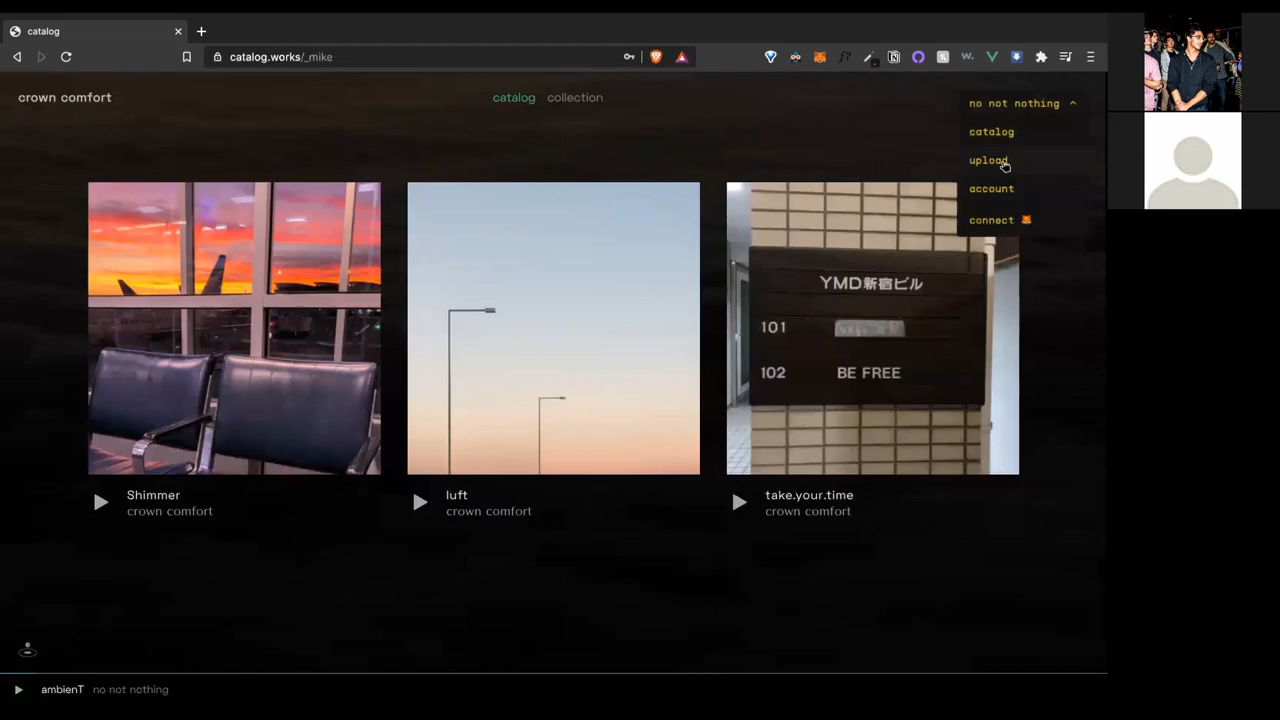 catalog
catalog.works/_mike
crown comfort
catalog collection
no not nothing
catalog
upload
account
connect
YMD新宿ビル
101
102 BE FREE
Shimmer
crown comfort
luft
crown comfort
take.your.time
crown comfort
ambienT no not nothing